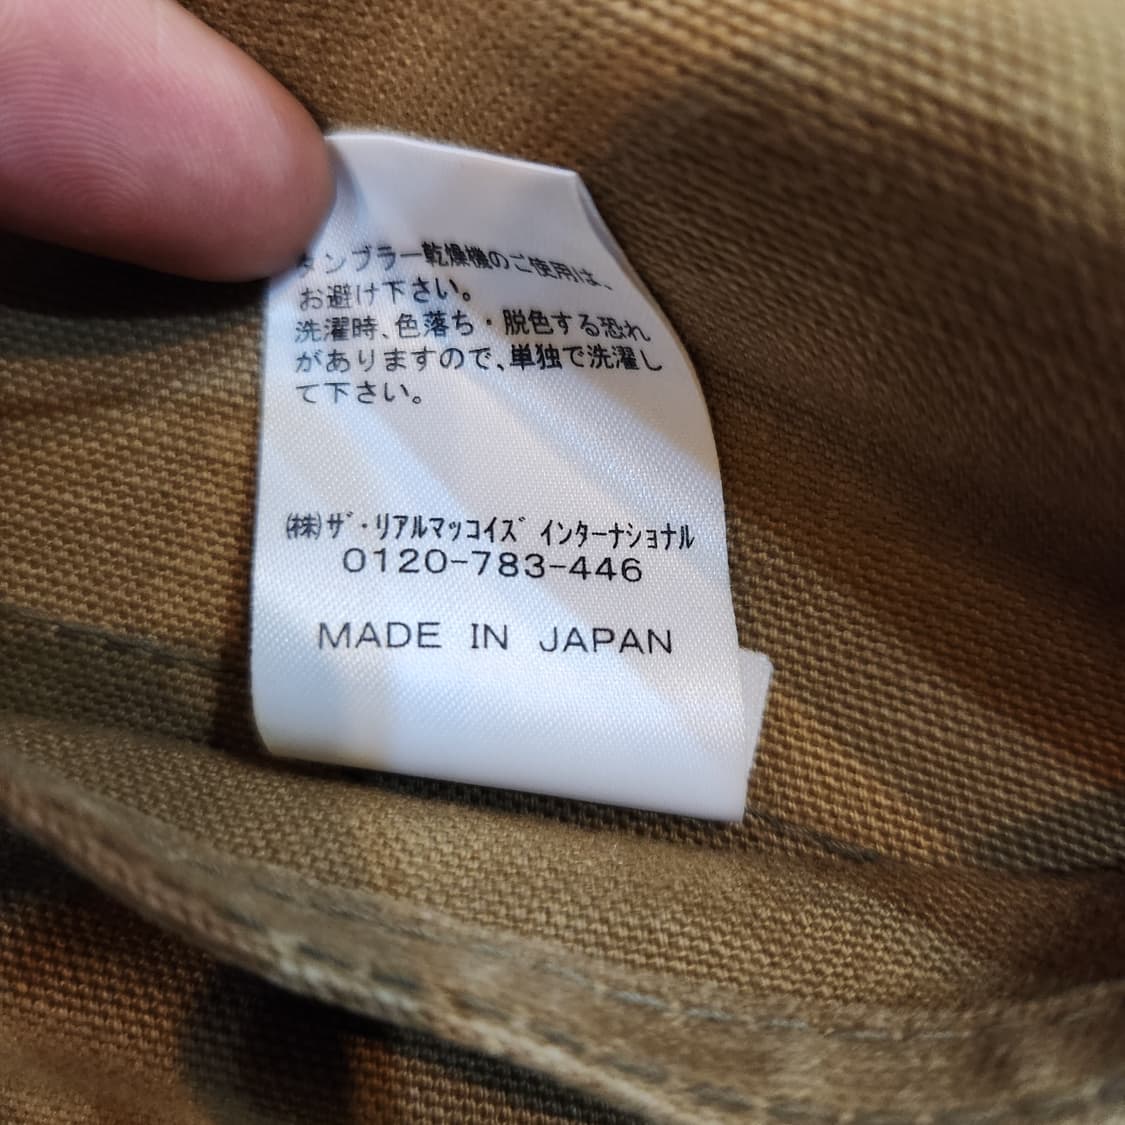 タンブラー乾燥機のご使用は、
お避け下さい。
洗濯時、色落ち・脱色する恐れ
がありますので、単独で洗濯し
て下さい。
㈱ｻﾞ･ﾘｱﾙﾏｯｺｲｽﾞ ｲﾝﾀｰﾅｼｮﾅﾙ
0120-783-446
MADE IN JAPAN